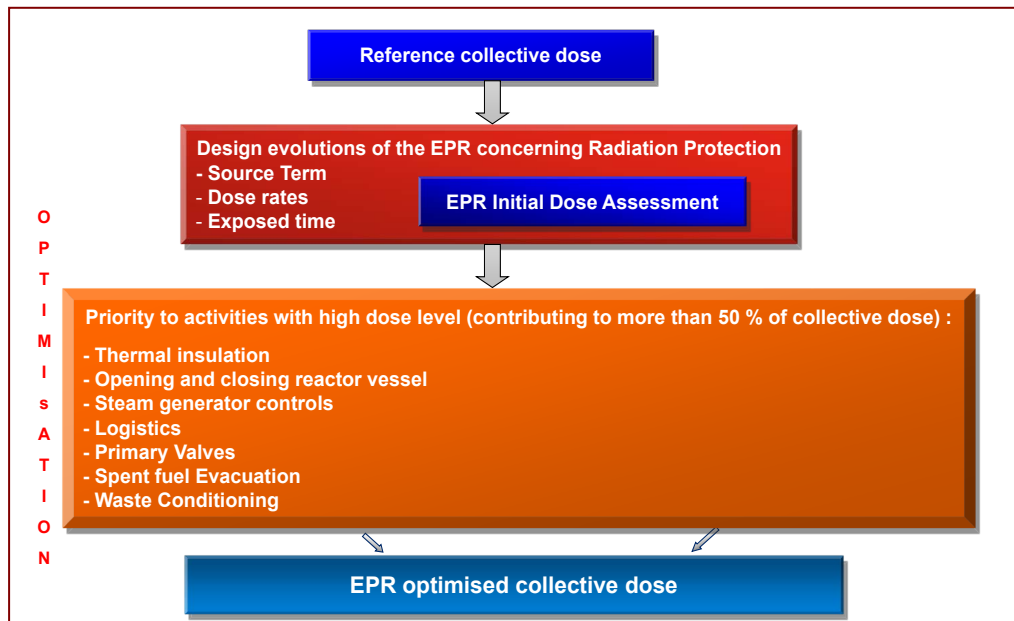 Reference collective dose
Design evolutions of the EPR concerning Radiation Protection
- Source Term
- Dose rates
- Exposed time
EPR Initial Dose Assessment
O
P
T
I
M
I
s
A
T
I
O
N
Priority to activities with high dose level (contributing to more than 50 % of collective dose) :
- Thermal insulation
- Opening and closing reactor vessel
- Steam generator controls
- Logistics
- Primary Valves
- Spent fuel Evacuation
- Waste Conditioning
EPR optimised collective dose